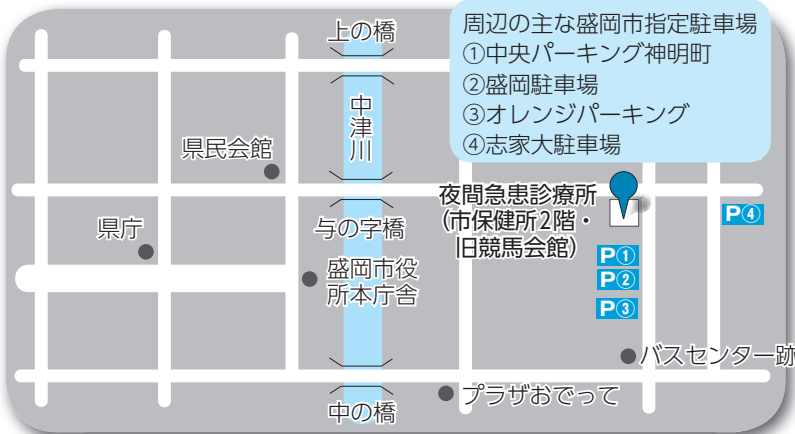 周辺の主な盛岡市指定駐車場
①中央パーキング神明町
②盛岡駐車場
③オレンジパーキング
④志家大駐車場
上の橋
中津川
県民会館
夜間急患診療所
(市保健所2階・
旧競馬会館)
P④
県庁
与の字橋
盛岡市役
所本庁舎
P①
P②
P③
バスセンター跡
プラザおでって
中の橋